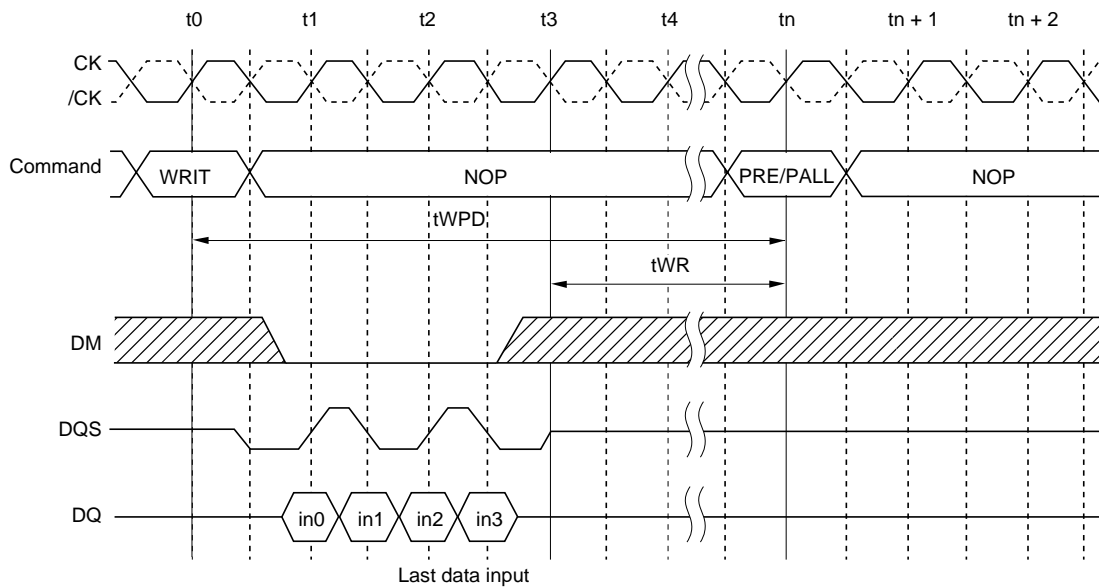 t0 t1 t2 t3 t4 tn tn + 1 tn + 2
CK
/CK
Command WRIT NOP PRE/PALL NOP
tWPD
tWR
DM
DQS
DQ in0 in1 in2 in3
Last data input